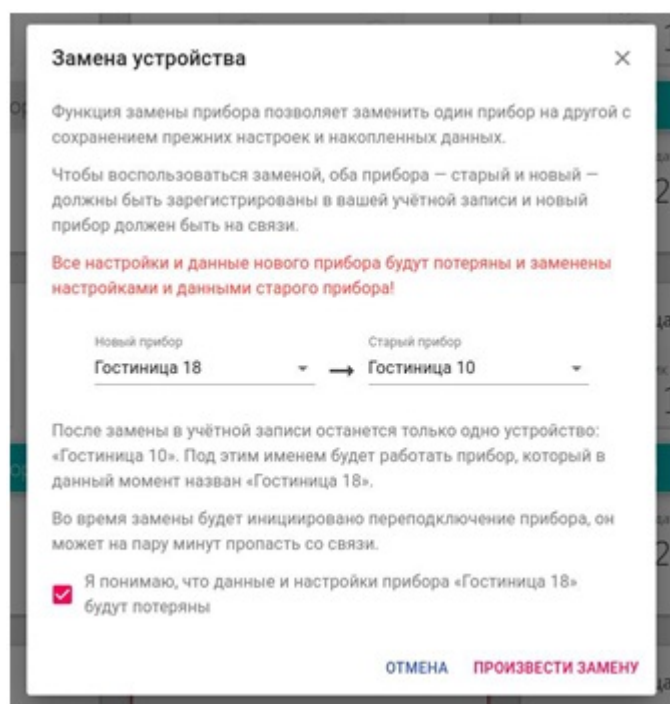 Замена устройства
Функция замены прибора позволяет заменить один прибор на другой с
сохранением прежних настроек и накопленных данных.
Чтобы воспользоваться заменой, оба прибора — старый и новый —
должны быть зарегистрированы в вашей учётной записи и новый
прибор должен быть на связи.
Все настройки и данные нового прибора будут потеряны и заменены
настройками и данными старого прибора!
Новый прибор
Старый прибор
Гостиница 18
Гостиница 10
После замены в учётной записи останется только одно устройство:
«Гостиница 10». Под этим именем будет работать прибор, который в
данный момент назван «Гостиница 18».
Во время замены будет инициировано переподключение прибора, он
может на пару минут пропасть со связи.
Я понимаю, что данные и настройки прибора «Гостиница 18»
будут потеряны
ОТМЕНА ПРОИЗВЕСТИ ЗАМЕНУ